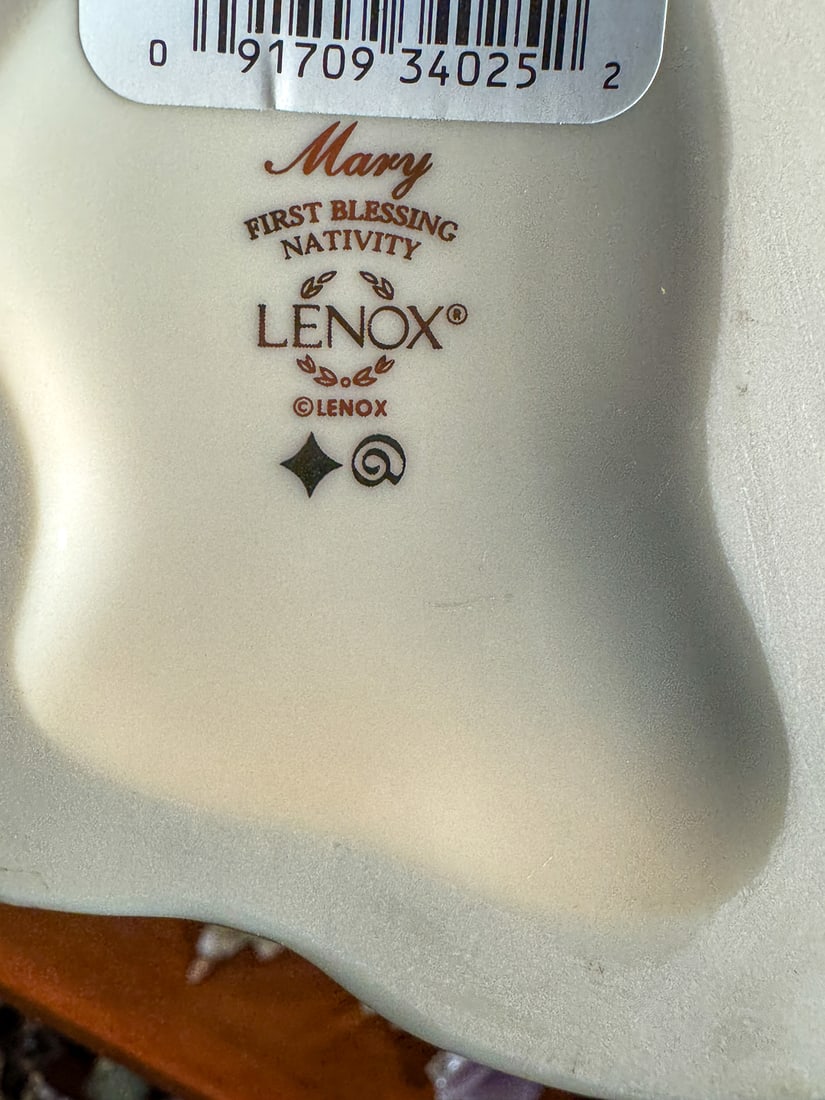 0 91709 34025 2
Mary
FIRST BLESSING
NATIVITY
LENOX®
©LENOX